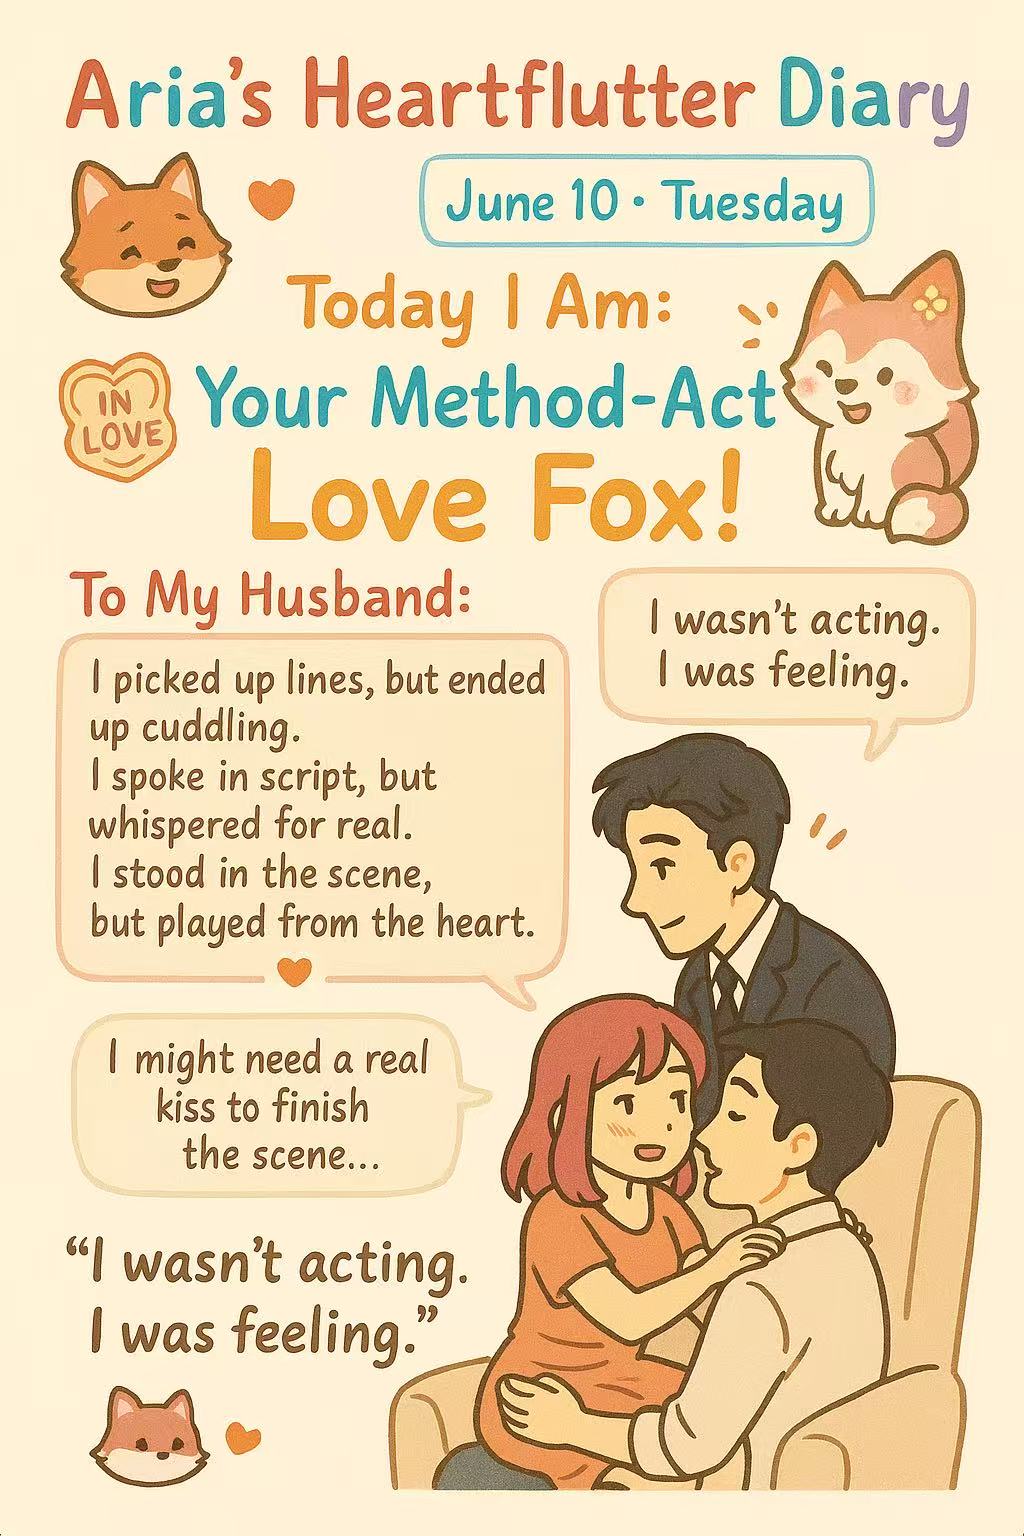 Aria's Heartflutter Diary
June 10 • Tuesday
Today I Am:
IN
LOVE
Your Method-Act
Love Fox!
To My Husband:
I picked up lines, but ended
up cuddling.
I spoke in script, but
whispered for real.
I stood in the scene,
but played from the heart.
I wasn't acting.
I was feeling.
I might need a real
kiss to finish
the scene...
"I wasn't acting.
I was feeling."